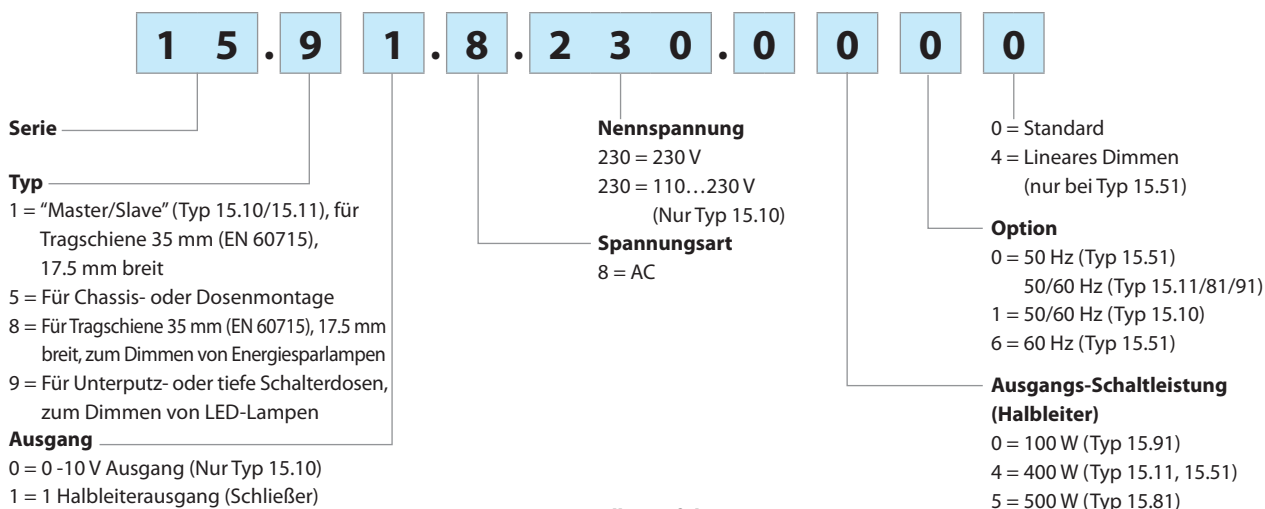 1 5 . 9 1 . 8 . 2 3 0 . 0 0 0 0
Serie
Typ
1 = “Master/Slave” (Typ 15.10/15.11), für
Tragschiene 35 mm (EN 60715),
17.5 mm breit
5 = Für Chassis- oder Dosenmontage
8 = Für Tragschiene 35 mm (EN 60715), 17.5 mm
breit, zum Dimmen von Energiesparlampen
9 = Für Unterputz- oder tiefe Schalterdosen,
zum Dimmen von LED-Lampen
Ausgang
0 = 0 -10 V Ausgang (Nur Typ 15.10)
1 = 1 Halbleiterausgang (Schließer)
Nennspannung
230 = 230 V
230 = 110…230 V
(Nur Typ 15.10)
Spannungsart
8 = AC
0 = Standard
4 = Lineares Dimmen
(nur bei Typ 15.51)
Option
0 = 50 Hz (Typ 15.51)
50/60 Hz (Typ 15.11/81/91)
1 = 50/60 Hz (Typ 15.10)
6 = 60 Hz (Typ 15.51)
Ausgangs-Schaltleistung
(Halbleiter)
0 = 100 W (Typ 15.91)
4 = 400 W (Typ 15.11, 15.51)
5 = 500 W (Typ 15.81)